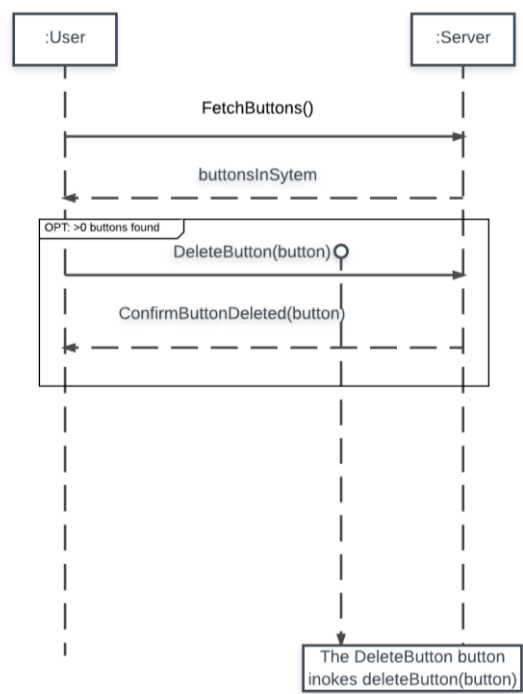 :User
:Server
FetchButtons()
buttonsInSytem
OPT: >0 buttons found
DeleteButton(button)
ConfirmButtonDeleted(button)
The DeleteButton button
inokes deleteButton(button)